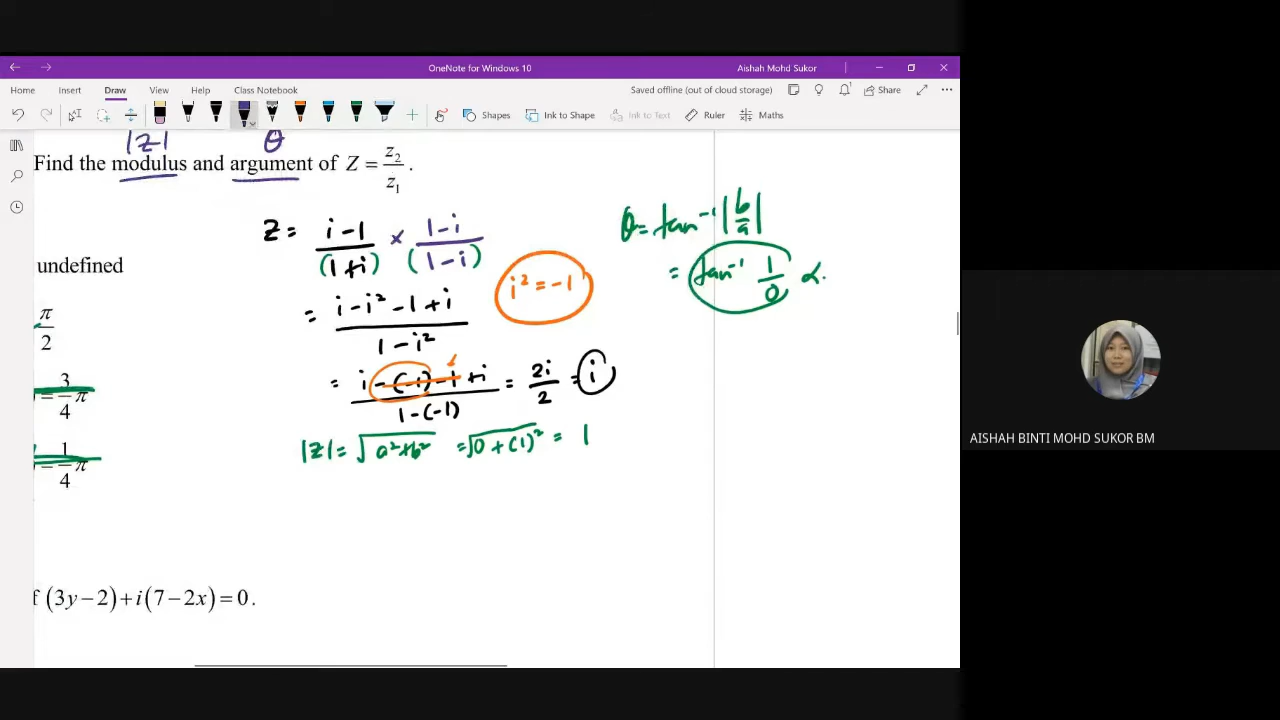 OneNote for Windows 10
Aishah Mohd Sukor
Home Insert Draw View Help Class Notebook
Saved offline (out of cloud storage)
Share
Shapes
Ink to Shape
Ink to Text
Ruler
Maths
|z| θ
Find the modulus and argument of Z = z₂/z₁.
undefined
π/2
= 3/4 π
= 1/4 π
Z = (i-1)/(1+i) × (1-i)/(1-i)
= (i - i² - 1 + i)/(1 - i²)
i² = -1
= (i - (-1) - 1 + i)/(1 - (-1)) = 2i/2 = i
|Z| = √(a² + b²) = √(0 + (1)²) = 1
θ = tan⁻¹ |b/a|
= tan⁻¹ 1/0 α.
f (3y − 2) + i(7 − 2x) = 0.
AISHAH BINTI MOHD SUKOR BM